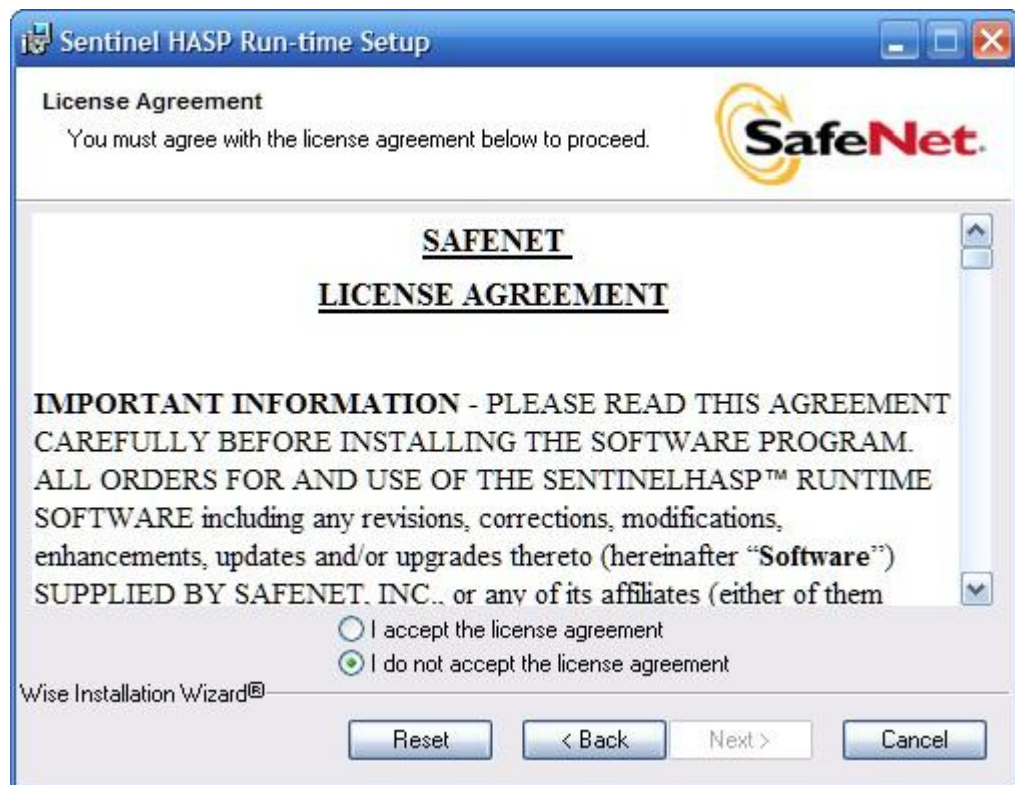 Sentinel HASP Run-time Setup
License Agreement
You must agree with the license agreement below to proceed.
SafeNet.
SAFENET
LICENSE AGREEMENT
IMPORTANT INFORMATION - PLEASE READ THIS AGREEMENT
CAREFULLY BEFORE INSTALLING THE SOFTWARE PROGRAM.
ALL ORDERS FOR AND USE OF THE SENTINELHASP™ RUNTIME
SOFTWARE including any revisions, corrections, modifications,
enhancements, updates and/or upgrades thereto (hereinafter “Software”)
SUPPLIED BY SAFENET, INC., or any of its affiliates (either of them
I accept the license agreement
I do not accept the license agreement
Wise Installation Wizard®
Reset
< Back
Next >
Cancel